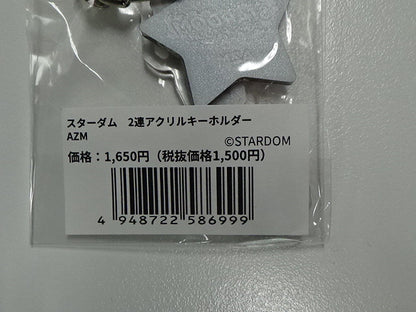 スターダム　2連アクリルキーホルダー
AZM
©STARDOM
価格：1,650円（税抜価格1,500円）
4 948722 586999